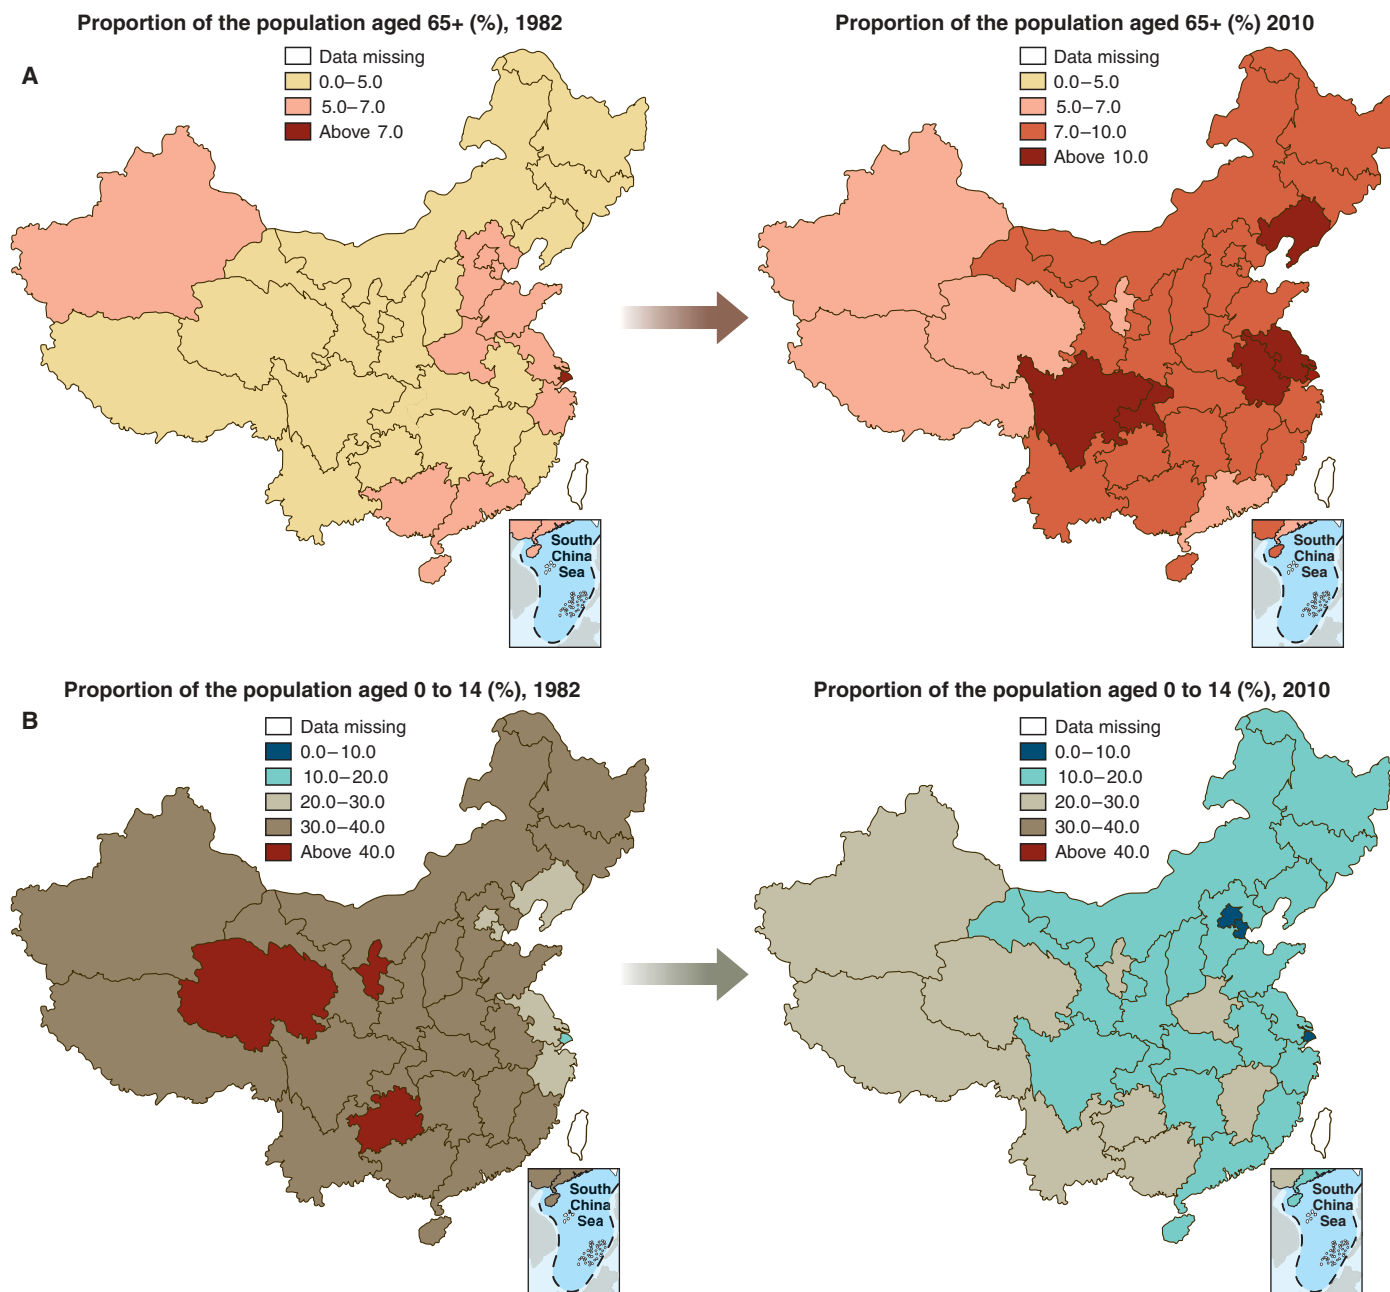 Proportion of the population aged 65+ (%), 1982
Data missing
0.0–5.0
5.0–7.0
Above 7.0
A
South
China
Sea
Proportion of the population aged 65+ (%) 2010
Data missing
0.0–5.0
5.0–7.0
7.0–10.0
Above 10.0
South
China
Sea
Proportion of the population aged 0 to 14 (%), 1982
B
Data missing
0.0–10.0
10.0–20.0
20.0–30.0
30.0–40.0
Above 40.0
South
China
Sea
Proportion of the population aged 0 to 14 (%), 2010
Data missing
0.0–10.0
10.0–20.0
20.0–30.0
30.0–40.0
Above 40.0
South
China
Sea